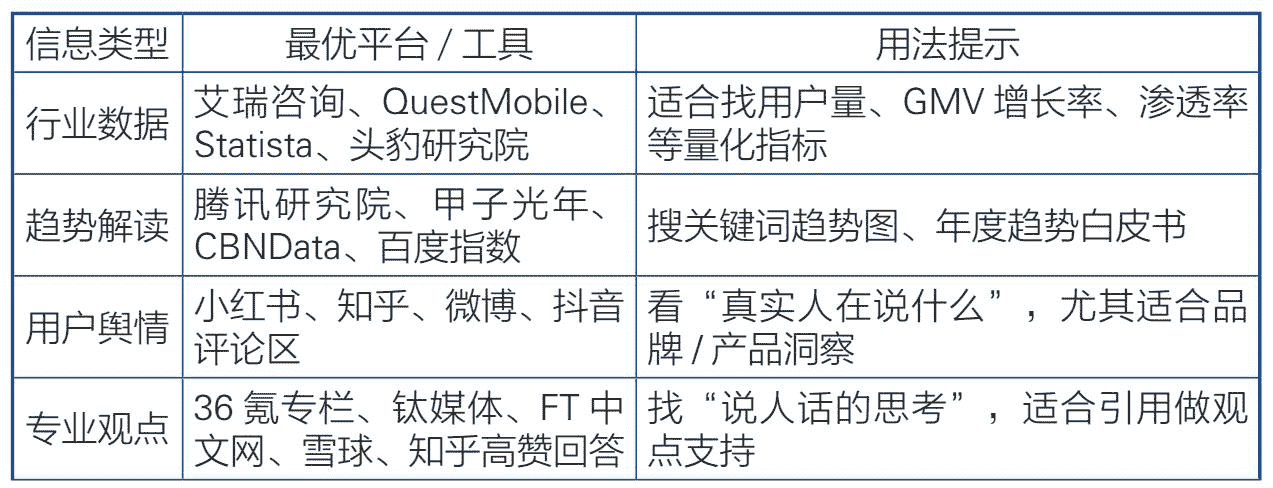 信息类型
最优平台 / 工具
用法提示
行业数据
艾瑞咨询、QuestMobile、
Statista、头豹研究院
适合找用户量、GMV 增长率、渗透率
等量化指标
趋势解读
腾讯研究院、甲子光年、
CBNData、百度指数
搜关键词趋势图、年度趋势白皮书
用户舆情
小红书、知乎、微博、抖音
评论区
看“真实人在说什么”，尤其适合品
牌 / 产品洞察
专业观点
36 氪专栏、钛媒体、FT 中
文网、雪球、知乎高赞回答
找“说人话的思考”，适合引用做观
点支持